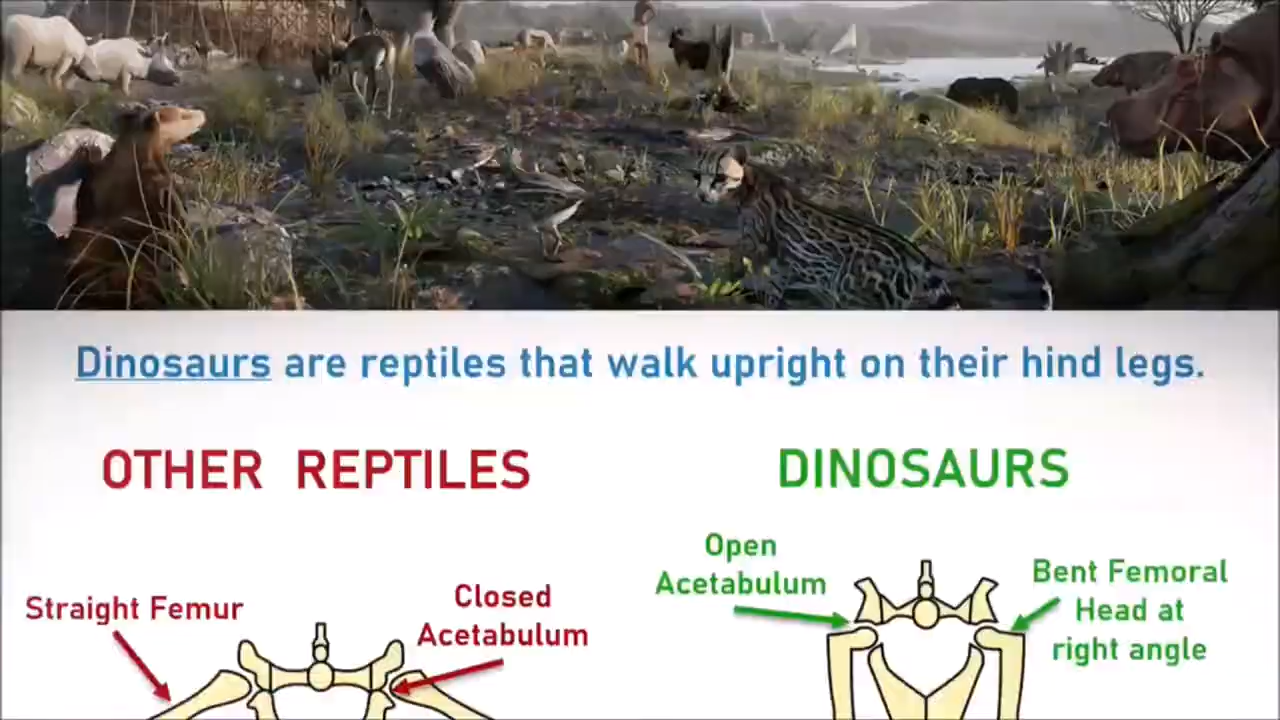 Dinosaurs are reptiles that walk upright on their hind legs.
OTHER REPTILES
DINOSAURS
Straight Femur
Closed
Acetabulum
Open
Acetabulum
Bent Femoral
Head at
right angle